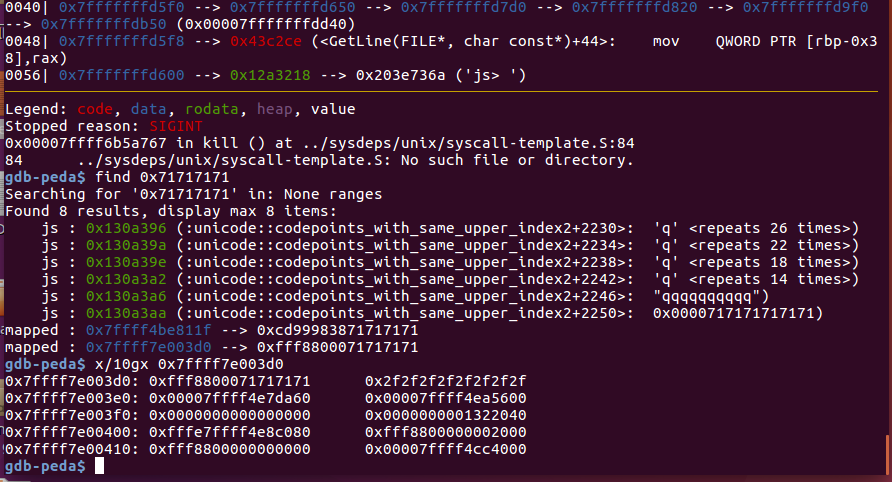 0040| 0x7fffffffd5f0 --> 0x7fffffffd650 --> 0x7fffffffd7d0 --> 0x7fffffffd820 --> 0x7fffffffd9f0
--> 0x7fffffffdb50 (0x00007fffffffdd40)
0048| 0x7fffffffd5f8 --> 0x43c2ce (<GetLine(FILE*, char const*)+44>: mov QWORD PTR [rbp-0x3
8],rax)
0056| 0x7fffffffd600 --> 0x12a3218 --> 0x203e736a ('js> ')
Legend: code, data, rodata, heap, value
Stopped reason: SIGINT
0x00007ffff6b5a767 in kill () at ../sysdeps/unix/syscall-template.S:84
84 ../sysdeps/unix/syscall-template.S: No such file or directory.
gdb-peda$ find 0x71717171
Searching for '0x71717171' in: None ranges
Found 8 results, display max 8 items:
js : 0x130a396 (:unicode::codepoints_with_same_upper_index2+2230>: 'q' <repeats 26 times>)
js : 0x130a39a (:unicode::codepoints_with_same_upper_index2+2234>: 'q' <repeats 22 times>)
js : 0x130a39e (:unicode::codepoints_with_same_upper_index2+2238>: 'q' <repeats 18 times>)
js : 0x130a3a2 (:unicode::codepoints_with_same_upper_index2+2242>: 'q' <repeats 14 times>)
js : 0x130a3a6 (:unicode::codepoints_with_same_upper_index2+2246>: "qqqqqqqqqq")
js : 0x130a3aa (:unicode::codepoints_with_same_upper_index2+2250>: 0x0000717171717171)
mapped : 0x7ffff4be811f --> 0xcd99983871717171
mapped : 0x7ffff7e003d0 --> 0xfff8800071717171
gdb-peda$ x/10gx 0x7ffff7e003d0
0x7ffff7e003d0: 0xfff8800071717171 0x2f2f2f2f2f2f2f2f
0x7ffff7e003e0: 0x00007ffff4e7da60 0x00007ffff4ea5600
0x7ffff7e003f0: 0x0000000000000000 0x0000000001322040
0x7ffff7e00400: 0xfffe7ffff4e8c080 0xfff8800000002000
0x7ffff7e00410: 0xfff8800000000000 0x00007ffff4cc4000
gdb-peda$